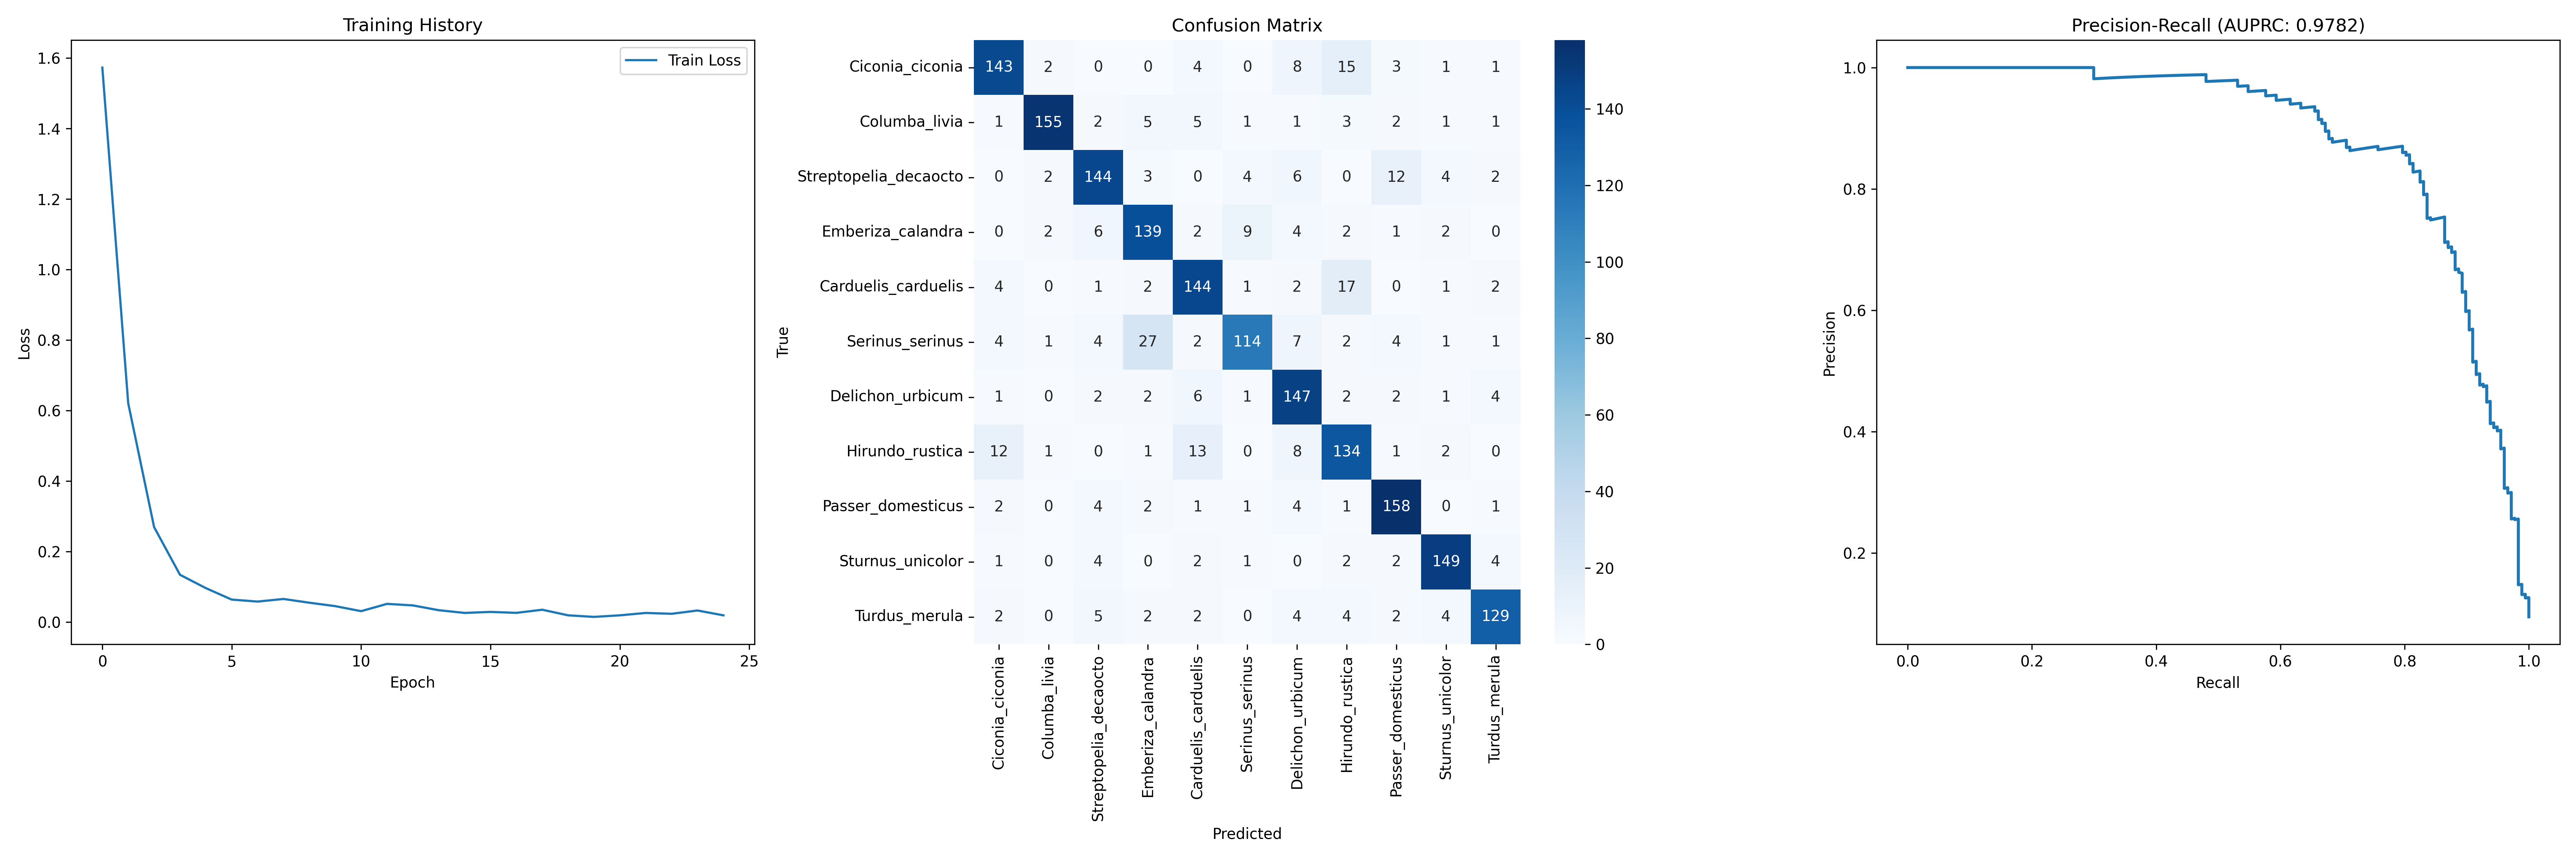 Training History
Train Loss
1.6
1.4
1.2
1.0
0.8
0.6
0.4
0.2
0.0
Loss
0 5 10 15 20 25
Epoch
Confusion Matrix
True
Ciconia_ciconia 143 2 0 0 4 0 8 15 3 1 1
Columba_livia 1 155 2 5 5 1 1 3 2 1 1
Streptopelia_decaocto 0 2 144 3 0 4 6 0 12 4 2
Emberiza_calandra 0 2 6 139 2 9 4 2 1 2 0
Carduelis_carduelis 4 0 1 2 144 1 2 17 0 1 2
Serinus_serinus 4 1 4 27 2 114 7 2 4 1 1
Delichon_urbicum 1 0 2 2 6 1 147 2 2 1 4
Hirundo_rustica 12 1 0 1 13 0 8 134 1 2 0
Passer_domesticus 2 0 4 2 1 1 4 1 158 0 1
Sturnus_unicolor 1 0 4 0 2 1 0 2 2 149 4
Turdus_merula 2 0 5 2 2 0 4 4 2 4 129
Ciconia_ciconia
Columba_livia
Streptopelia_decaocto
Emberiza_calandra
Carduelis_carduelis
Serinus_serinus
Delichon_urbicum
Hirundo_rustica
Passer_domesticus
Sturnus_unicolor
Turdus_merula
Predicted
140
120
100
80
60
40
20
0
Precision-Recall (AUPRC: 0.9782)
1.0
0.8
0.6
0.4
0.2
Precision
0.0 0.2 0.4 0.6 0.8 1.0
Recall